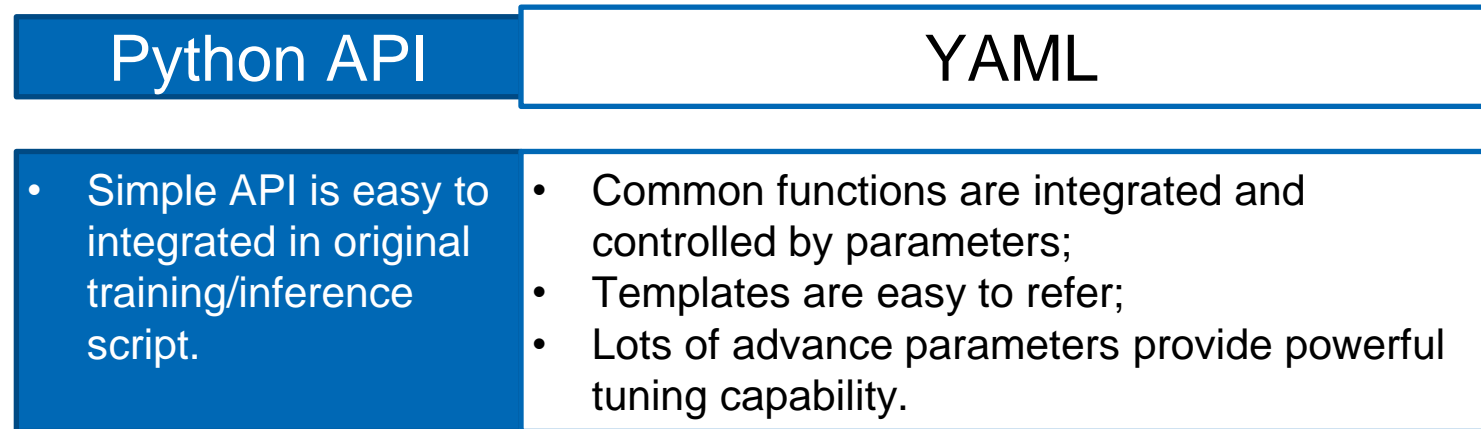 Python API
YAML
• Simple API is easy to
integrated in original
training/inference
script.
• Common functions are integrated and
controlled by parameters;
• Templates are easy to refer;
• Lots of advance parameters provide powerful
tuning capability.